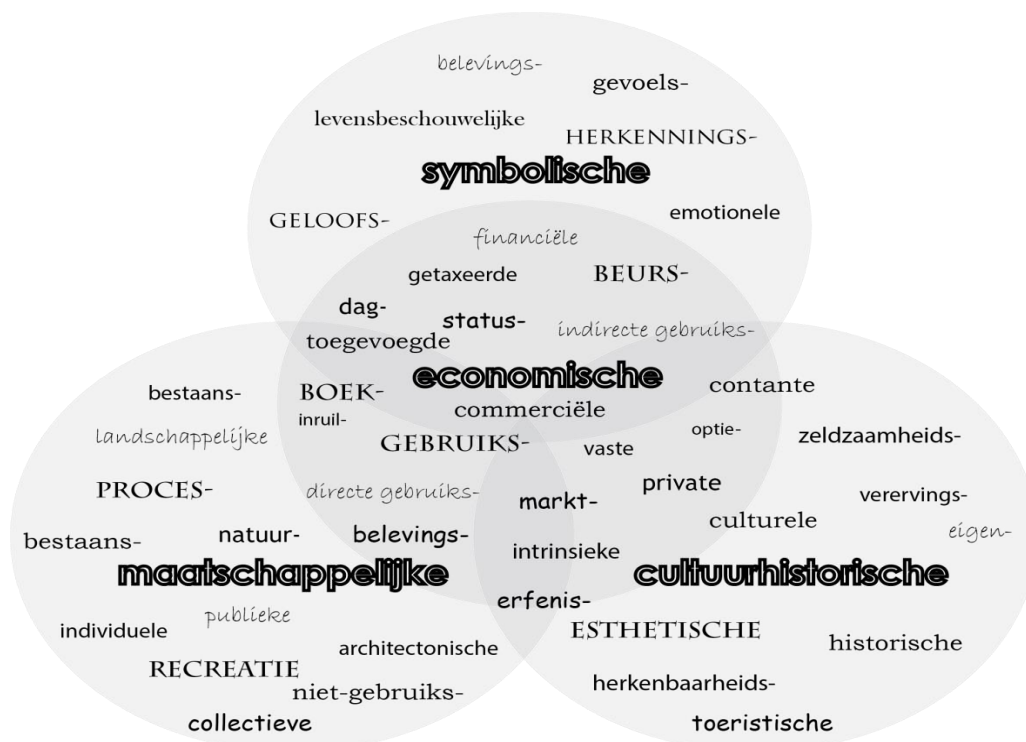 belevings-
gevoels-
levensbeschouwelijke
HERKENNINGS-
symbolische
GELOOFS-
emotionele
financiële
getaxeerde
BEURS-
dag-
status-
indirecte gebruiks-
toegevoegde
economische
contante
bestaans-
BOEK-
commerciële
inruil-
optie-
landschappelijke
GEBRUIKS-
vaste
zeldzaamheids-
PROCES-
directe gebruiks-
markt-
private
verervings-
culturele
eigen-
bestaans-
natuur-
belevings-
intrinsieke
maatschappelijke
cultuurhistorische
erfenis-
publieke
individuele
ESTHETISCHE
architectonische
historische
RECREATIE
niet-gebruiks-
herkenbaarheids-
collectieve
toeristische